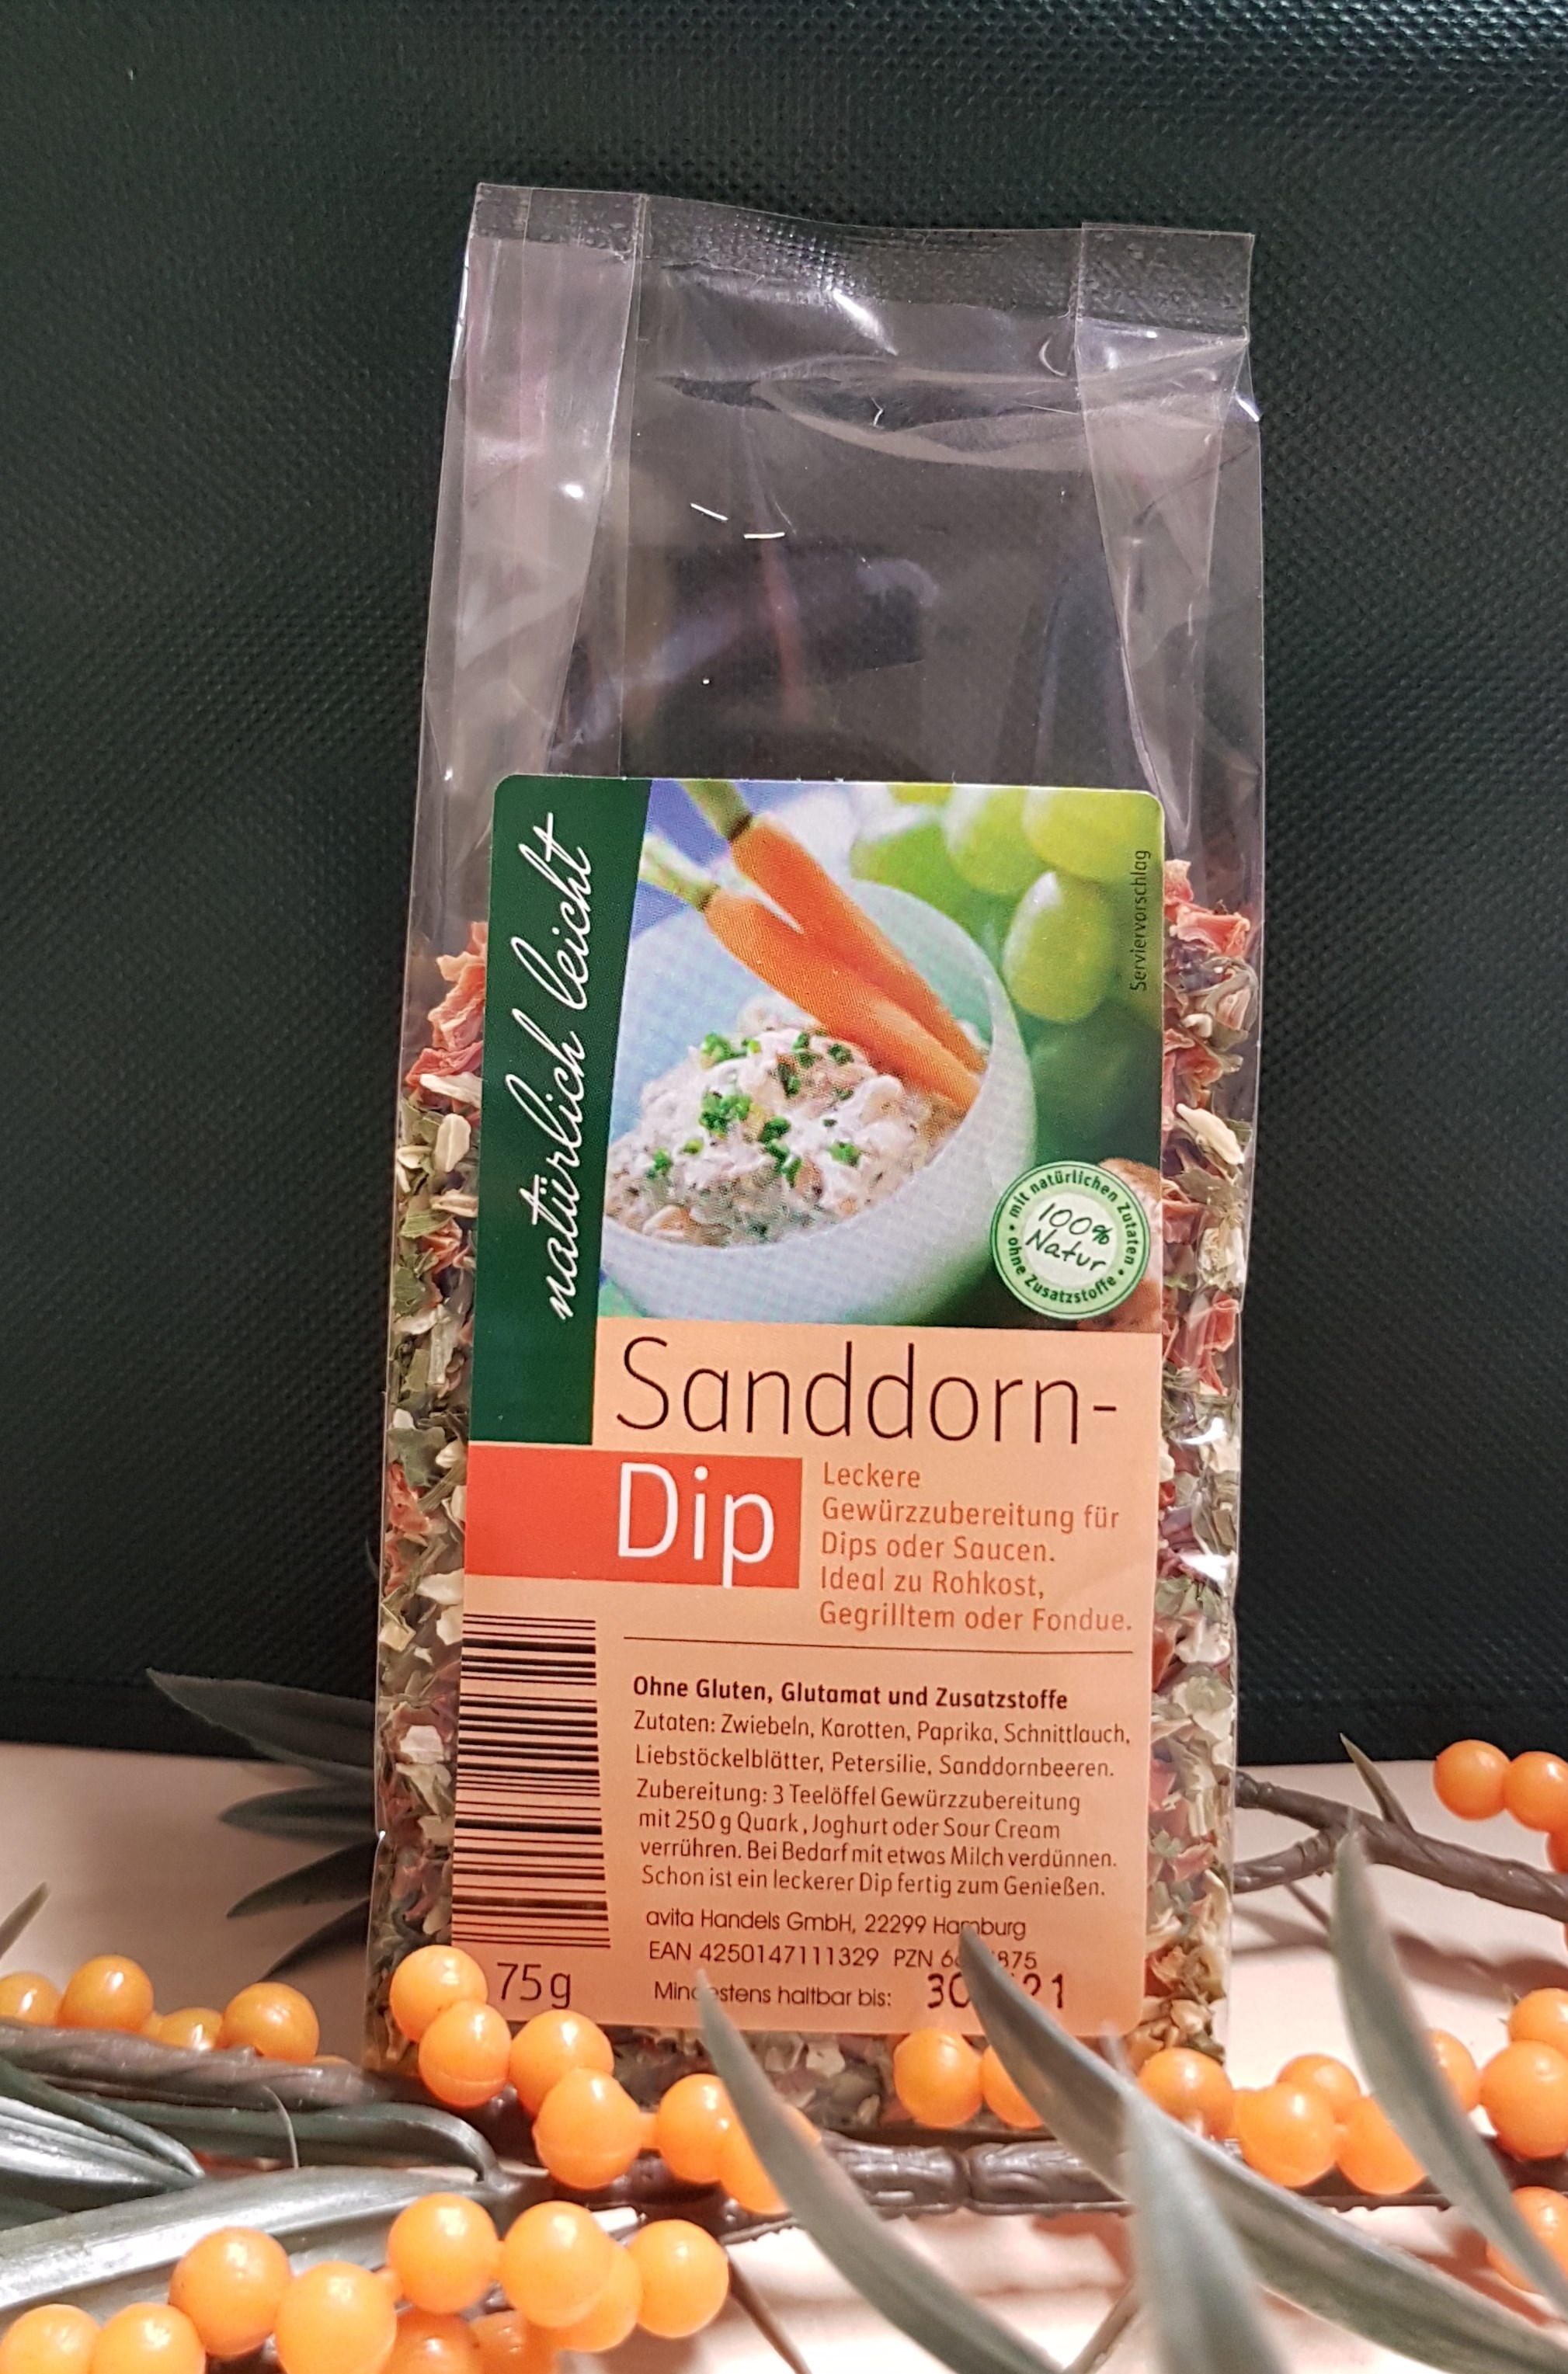 natürlich leicht
Serviervorschlag
mit natürlichen Zutaten • ohne Zusatzstoffe •
100%
Natur
Sanddorn-
Dip
Leckere
Gewürzzubereitung für
Dips oder Saucen.
Ideal zu Rohkost,
Gegrilltem oder Fondue.
Ohne Gluten, Glutamat und Zusatzstoffe
Zutaten: Zwiebeln, Karotten, Paprika, Schnittlauch,
Liebstöckelblätter, Petersilie, Sanddornbeeren.
Zubereitung: 3 Teelöffel Gewürzzubereitung
mit 250 g Quark, Joghurt oder Sour Cream
verrühren. Bei Bedarf mit etwas Milch verdünnen.
Schon ist ein leckerer Dip fertig zum Genießen.
avita Handels GmbH, 22299 Hamburg
EAN 4250147111329 PZN
75g
Mindestens haltbar bis: